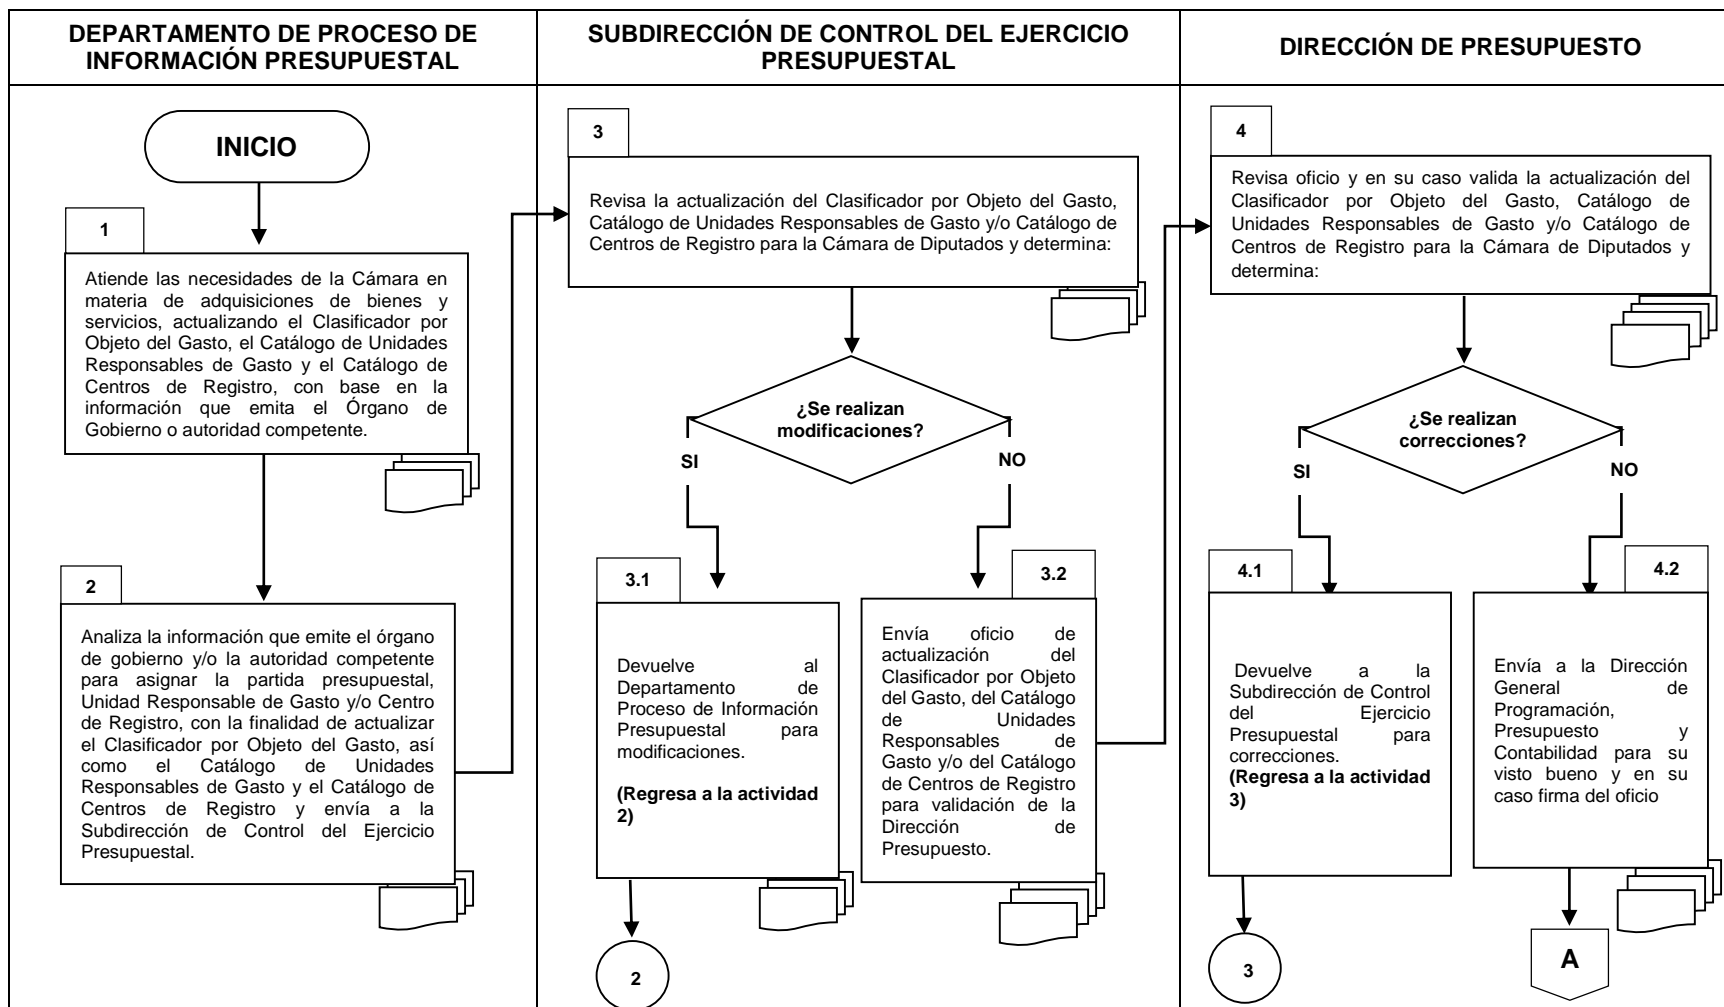 DEPARTAMENTO DE PROCESO DE
INFORMACIÓN PRESUPUESTAL
SUBDIRECCIÓN DE CONTROL DEL EJERCICIO
PRESUPUESTAL
DIRECCIÓN DE PRESUPUESTO
INICIO
1
Atiende las necesidades de la Cámara en
materia de adquisiciones de bienes y
servicios, actualizando el Clasificador por
Objeto del Gasto, el Catálogo de Unidades
Responsables de Gasto y el Catálogo de
Centros de Registro, con base en la
información que emita el Órgano de
Gobierno o autoridad competente.
2
Analiza la información que emite el órgano
de gobierno y/o la autoridad competente
para asignar la partida presupuestal,
Unidad Responsable de Gasto y/o Centro
de Registro, con la finalidad de actualizar
el Clasificador por Objeto del Gasto, así
como el Catálogo de Unidades
Responsables de Gasto y el Catálogo de
Centros de Registro y envía a la
Subdirección de Control del Ejercicio
Presupuestal.
3
Revisa la actualización del Clasificador por Objeto del Gasto,
Catálogo de Unidades Responsables de Gasto y/o Catálogo de
Centros de Registro para la Cámara de Diputados y determina:
¿Se realizan
modificaciones?
SI
NO
3.1
Devuelve al
Departamento de
Proceso de Información
Presupuestal para
modificaciones.
(Regresa a la actividad
2)
2
3.2
Envía oficio de
actualización del
Clasificador por Objeto
del Gasto, del Catálogo
de Unidades
Responsables de
Gasto y/o del Catálogo
de Centros de Registro
para validación de la
Dirección de
Presupuesto.
4
Revisa oficio y en su caso valida la actualización del
Clasificador por Objeto del Gasto, Catálogo de
Unidades Responsables de Gasto y/o Catálogo de
Centros de Registro para la Cámara de Diputados y
determina:
¿Se realizan
correcciones?
SI
NO
4.1
Devuelve a la
Subdirección de Control
del Ejercicio
Presupuestal para
correcciones.
(Regresa a la actividad
3)
3
4.2
Envía a la Dirección
General de
Programación,
Presupuesto y
Contabilidad para su
visto bueno y en su
caso firma del oficio
A